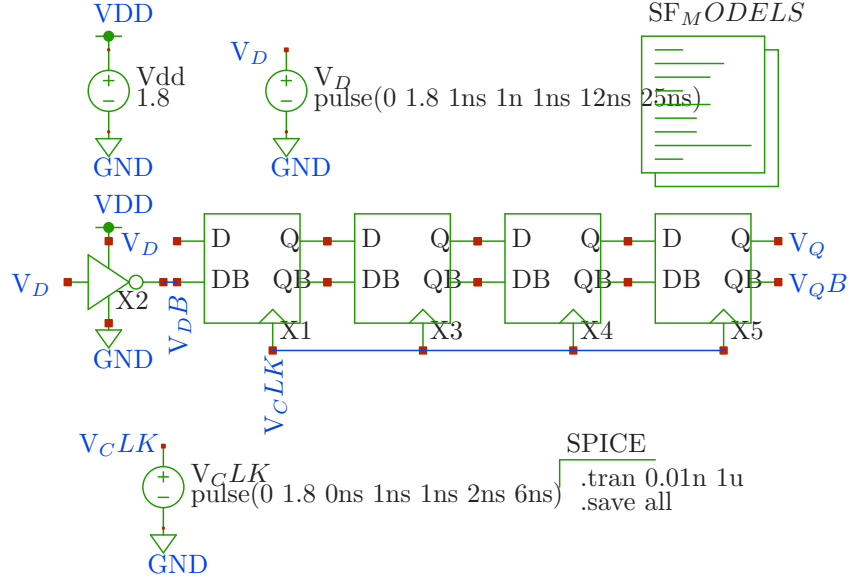 VDD
SF_MODELS
V_D
Vdd
1.8
V_D
pulse(0 1.8 1ns 1n 1ns 12ns 25ns)
GND
GND
VDD
V_D
D
Q
D
Q
D
Q
D
Q
V_Q
V_D
X2
V_DB
DB
QB
DB
QB
DB
QB
DB
QB
V_QB
GND
X1
X3
X4
X5
V_CLK
V_CLK
V_CLK
pulse(0 1.8 0ns 1ns 1ns 2ns 6ns)
SPICE
.tran 0.01n 1u
.save all
GND